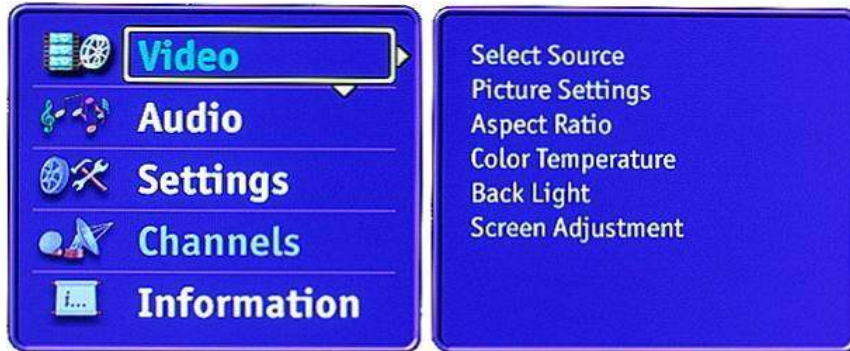 Video
Audio
Settings
Channels
i... Information
Select Source
Picture Settings
Aspect Ratio
Color Temperature
Back Light
Screen Adjustment